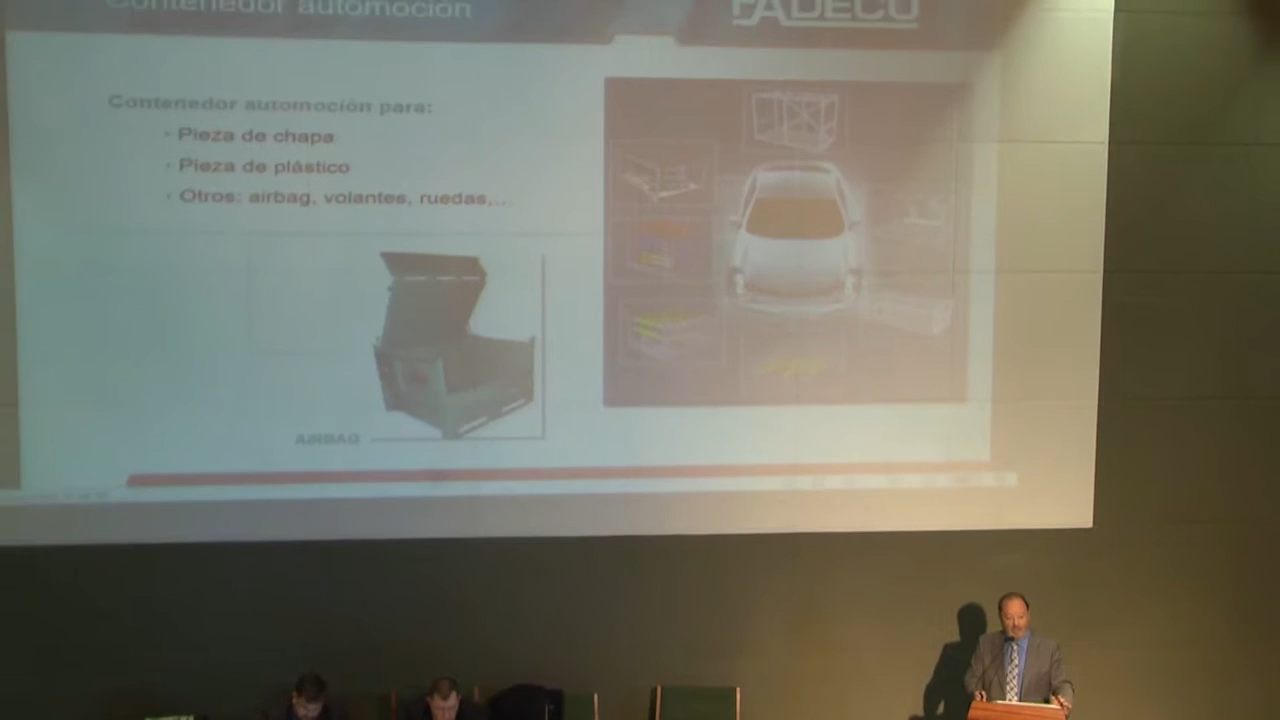 Contenedor automoción
FADECO
Contenedor automoción para:
· Pieza de chapa
· Pieza de plástico
· Otros: airbag, volantes, ruedas,...
AIRBAG